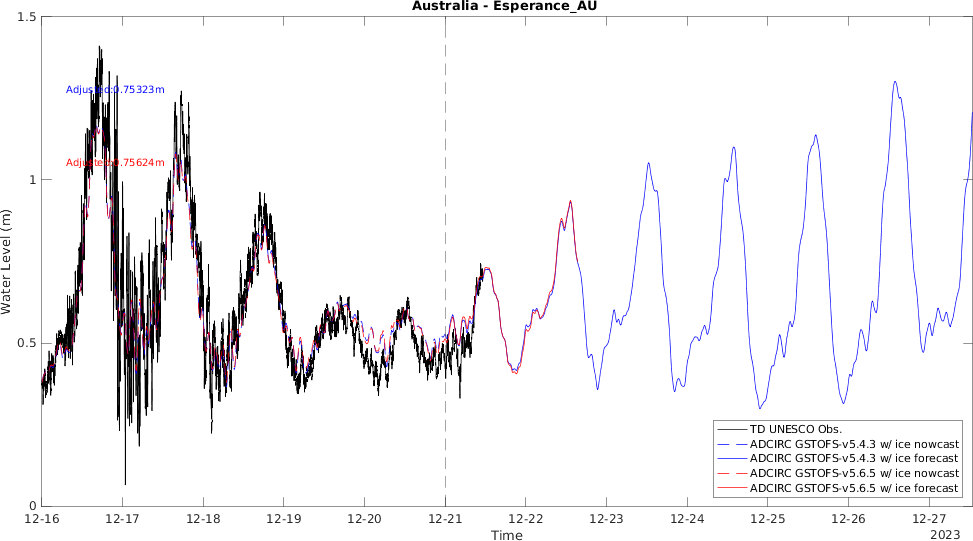 Australia - Esperance_AU
1.5
Adjusted:0.75323m
Adjusted:0.75624m
1
Water Level (m)
0.5
0
TD UNESCO Obs.
ADCIRC GSTOFS-v5.4.3 w/ ice nowcast
ADCIRC GSTOFS-v5.4.3 w/ ice forecast
ADCIRC GSTOFS-v5.6.5 w/ ice nowcast
ADCIRC GSTOFS-v5.6.5 w/ ice forecast
12-16 12-17 12-18 12-19 12-20 12-21 12-22 12-23 12-24 12-25 12-26 12-27
Time
2023